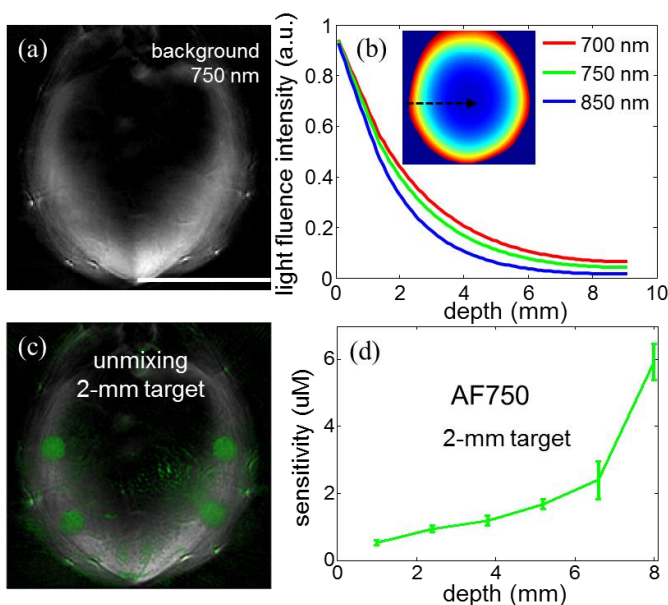 (a)
background
750 nm
(b)
light fluence intensity (a.u.)
1
0.8
0.6
0.4
0.2
0
0 2 4 6 8 10
depth (mm)
700 nm
750 nm
850 nm
(c)
unmixing
2-mm target
(d)
sensitivity (uM)
6
4
2
0
0 2 4 6 8
depth (mm)
AF750
2-mm target